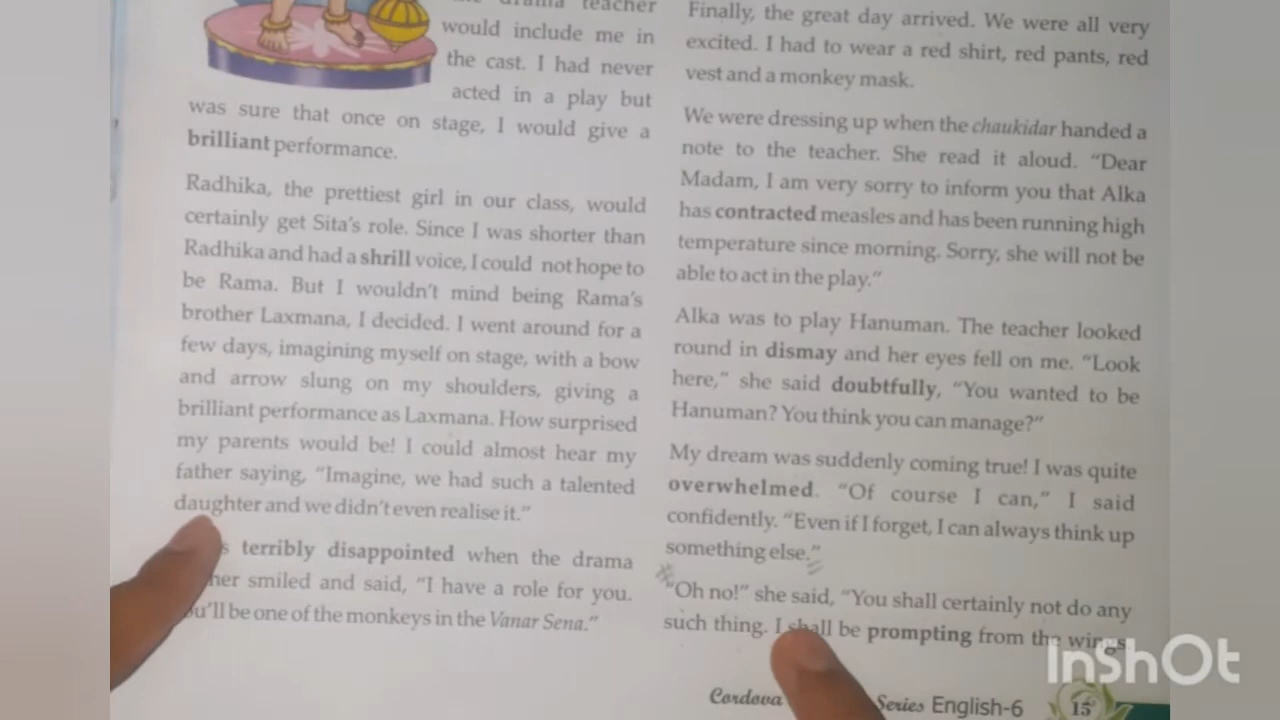 drama teacher
would include me in
the cast. I had never
acted in a play but
was sure that once on stage, I would give a
brilliant performance.
Radhika, the prettiest girl in our class, would
certainly get Sita's role. Since I was shorter than
Radhika and had a shrill voice, I could not hope to
be Rama. But I wouldn't mind being Rama's
brother Laxmana, I decided. I went around for a
few days, imagining myself on stage, with a bow
and arrow slung on my shoulders, giving a
brilliant performance as Laxmana. How surprised
my parents would be! I could almost hear my
father saying, "Imagine, we had such a talented
daughter and we didn't even realise it."
terribly disappointed when the drama
smiled and said, "I have a role for you.
be one of the monkeys in the Vanar Sena."
Finally, the great day arrived. We were all very
excited. I had to wear a red shirt, red pants, red
vest and a monkey mask.
We were dressing up when the chaukidar handed a
note to the teacher. She read it aloud. "Dear
Madam, I am very sorry to inform you that Alka
has contracted measles and has been running high
temperature since morning. Sorry, she will not be
able to act in the play."
Alka was to play Hanuman. The teacher looked
round in dismay and her eyes fell on me. "Look
here," she said doubtfully, "You wanted to be
Hanuman? You think you can manage?"
My dream was suddenly coming true! I was quite
overwhelmed. "Of course I can," I said
confidently. "Even if I forget, I can always think up
something else."
"Oh no!" she said, "You shall certainly not do any
such thing. I shall be prompting from the wings
Cordova Series English-6 15
InShOt